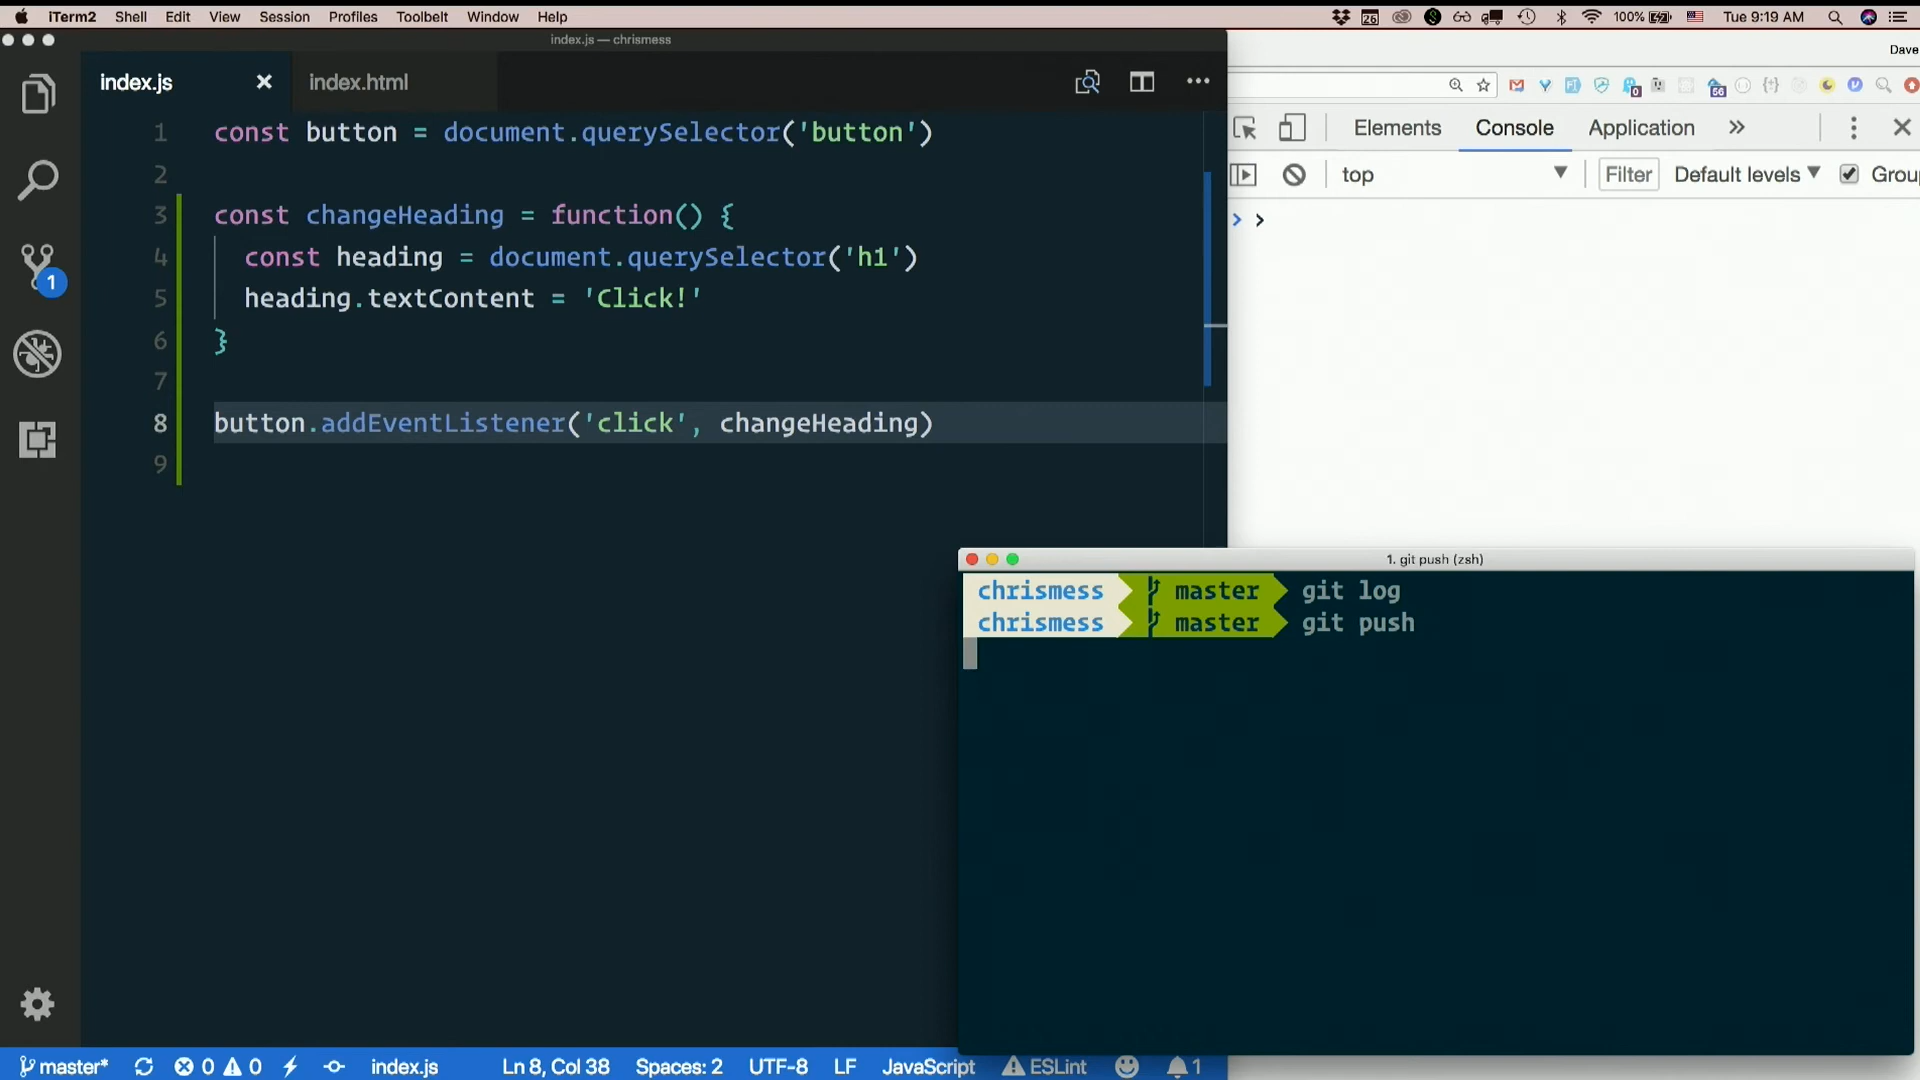 iTerm2 Shell Edit View Session Profiles Toolbelt Window Help 26 100% Tue 9:19 AM
index.js — chrismess
Dave
index.js index.html
0 56
Elements Console Application
top Filter Default levels Grou
1 const button = document.querySelector('button')
2
3 const changeHeading = function() {
4 const heading = document.querySelector('h1')
5 heading.textContent = 'Click!'
6 }
7
8 button.addEventListener('click', changeHeading)
9
1
1. git push (zsh)
chrismess master git log
chrismess master git push
master* 0 0 index.js Ln 8, Col 38 Spaces: 2 UTF-8 LF JavaScript ESLint 1